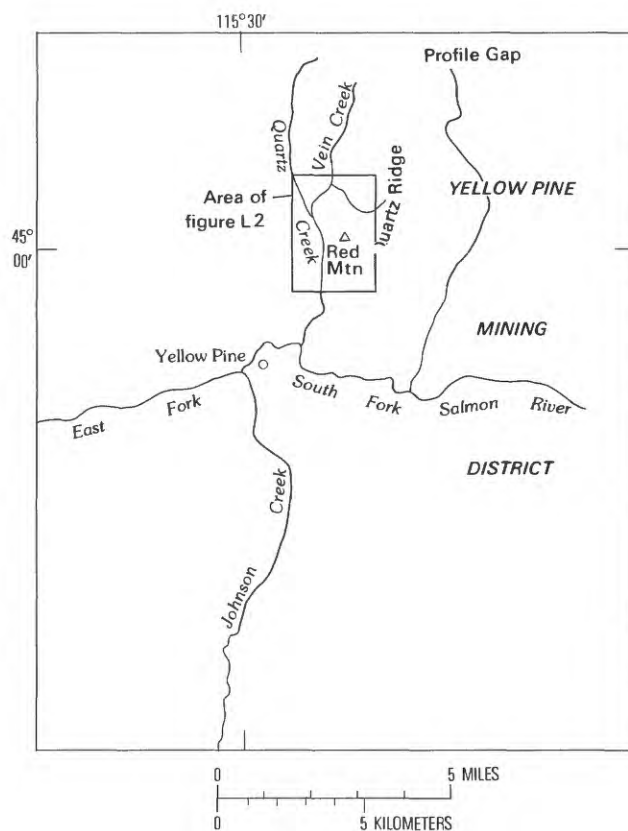 115°30′
Profile Gap
Quartz
Creek
Vein Creek
uartz Ridge
YELLOW PINE
Area of
figure L2
45°
00′
Red
Mtn
MINING
Yellow Pine
South
Fork
Salmon
River
East
Fork
DISTRICT
Creek
Johnson
0
5 MILES
0
5 KILOMETERS